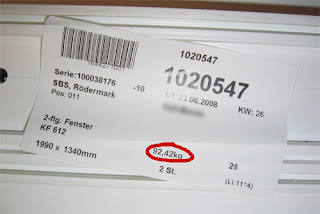 1020547
Serie:100038176
-10
1020547
SBS, Rödermark
LT: 23.06.2008
KW: 26
Pos: 011
2-flg. Fenster
KF 612
92,42kg
26
1990 x 1340mm
2 St.
(Li:1114)